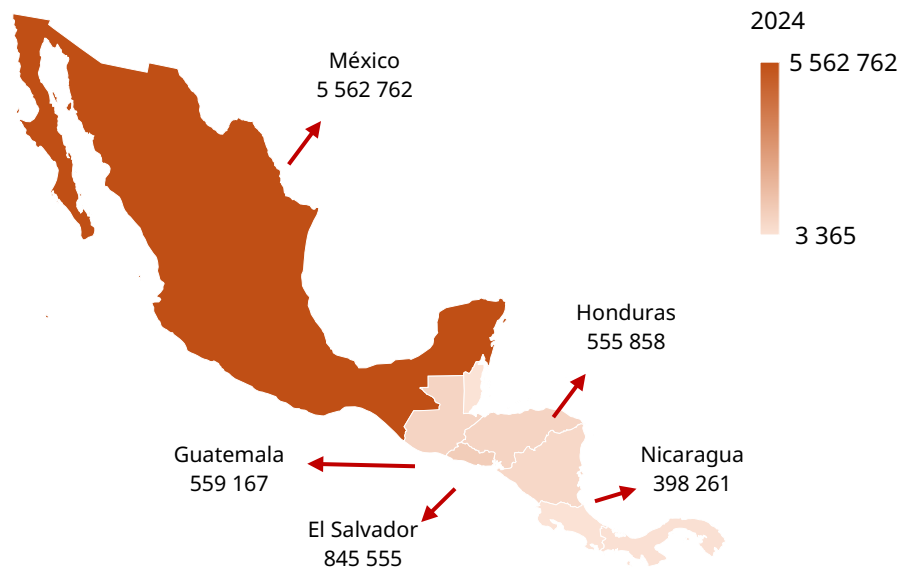 2024
5 562 762
3 365
México
5 562 762
Honduras
555 858
Guatemala
559 167
Nicaragua
398 261
El Salvador
845 555